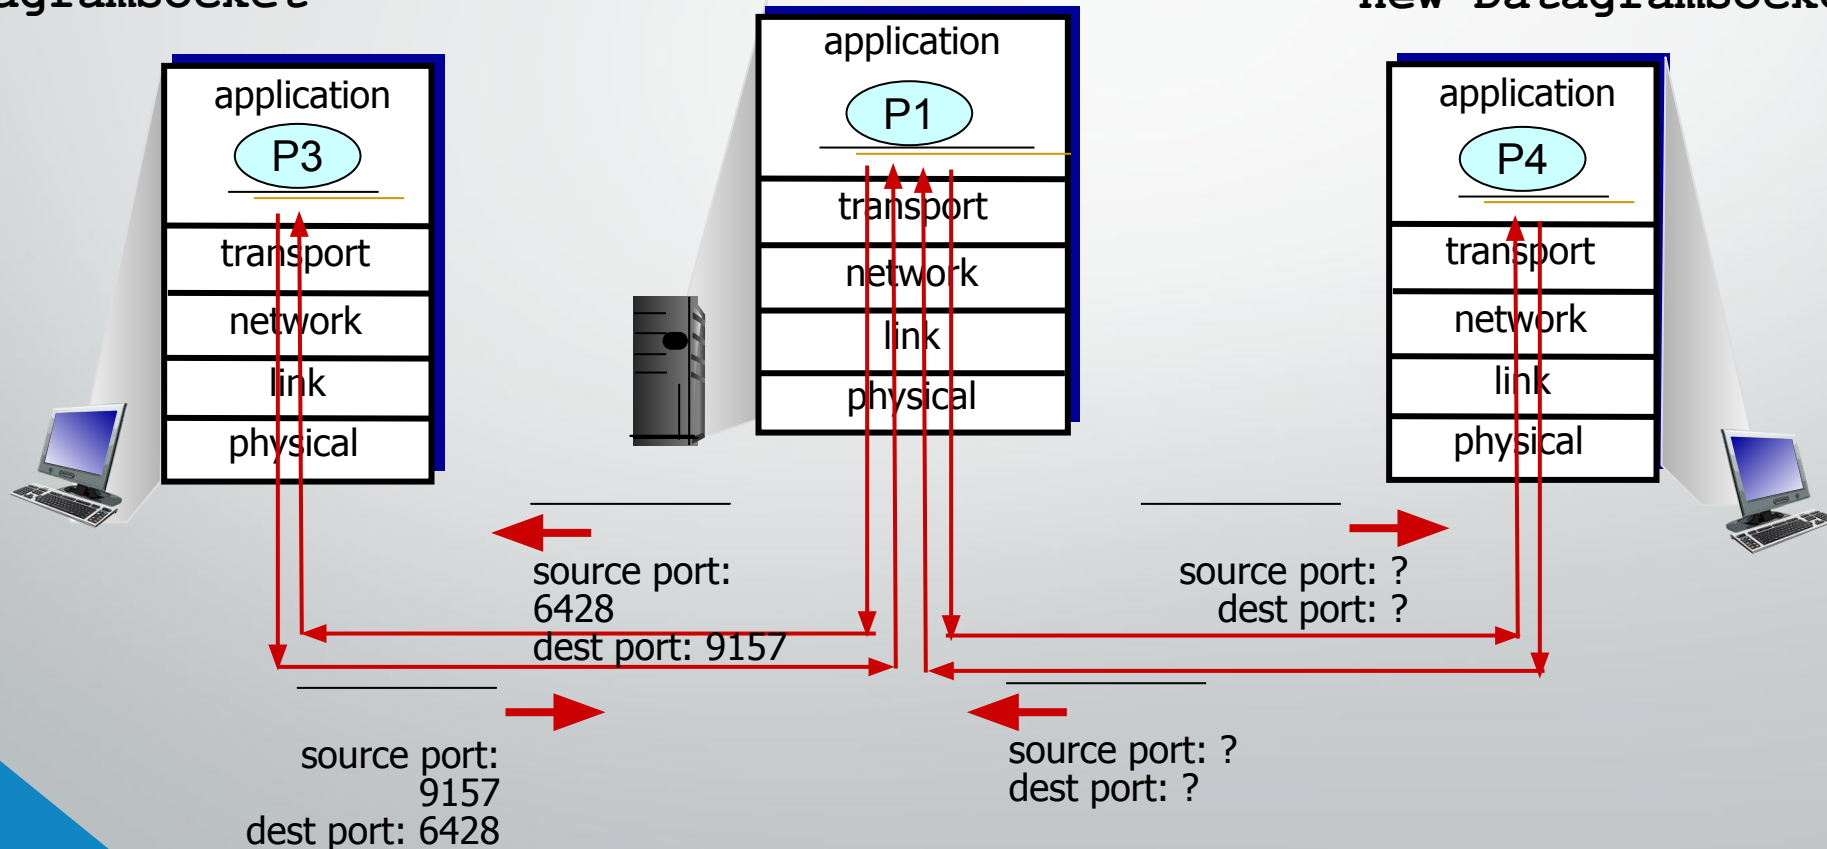 application
P3
transport
network
link
physical
application
P1
transport
network
link
physical
new
application
P4
transport
network
link
physical
source port:
6428
dest port: 9157
source port: ?
dest port: ?
source port:
9157
dest port: 6428
source port: ?
dest port: ?